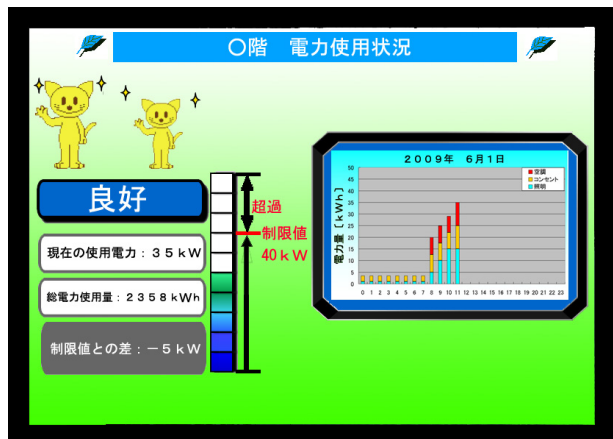 〇階 電力使用状況
良好
現在の使用電力：３５ｋＷ
総電力使用量：２３５８ｋＷｈ
制限値との差：－５ｋＷ
超過
制限値
４０ｋＷ
２００９年 ６月１日
電力量［ｋＷｈ］
空調
コンセント
照明
50
45
40
35
30
25
20
15
10
5
0
0 1 2 3 4 5 6 7 8 9 10 11 12 13 14 15 16 17 18 19 20 21 22 23